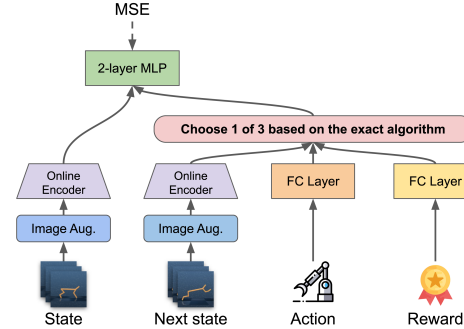 MSE
2-layer MLP
Choose 1 of 3 based on the exact algorithm
Online
Encoder
Online
Encoder
FC Layer
FC Layer
Image Aug.
Image Aug.
State
Next state
Action
Reward